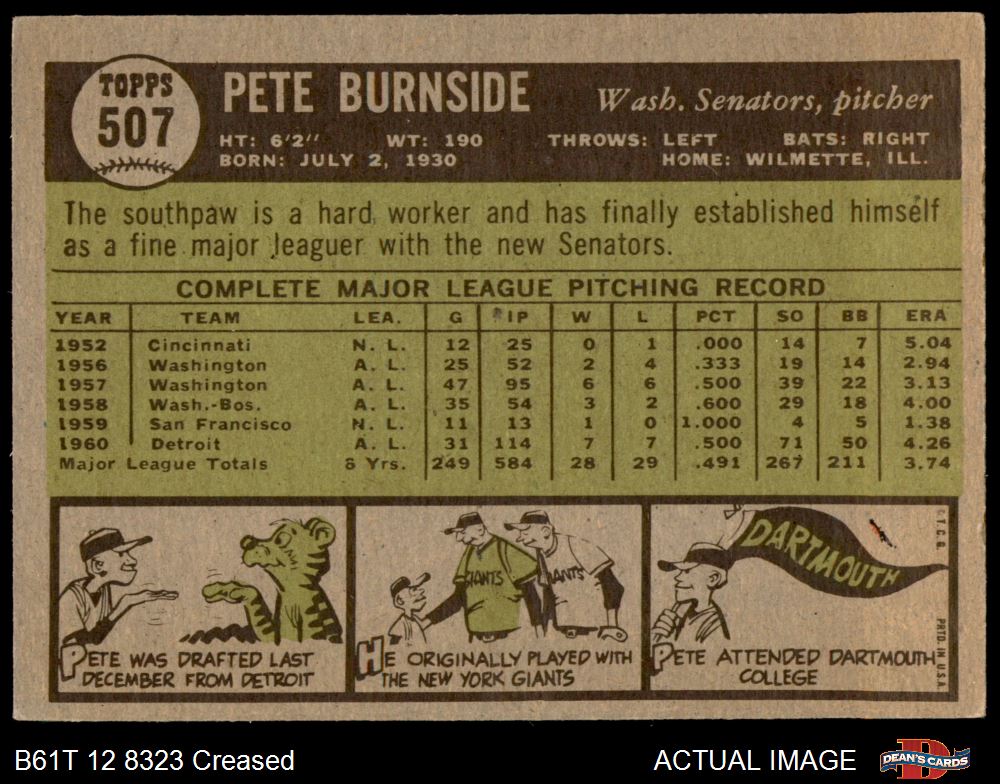 TOPPS
507
PETE BURNSIDE
Wash. Senators, pitcher
HT: 6'2" WT: 190 THROWS: LEFT BATS: RIGHT
BORN: JULY 2, 1930 HOME: WILMETTE, ILL.
The southpaw is a hard worker and has finally established himself
as a fine major leaguer with the new Senators.
COMPLETE MAJOR LEAGUE PITCHING RECORD
YEAR TEAM LEA. G IP W L PCT SO BB ERA
1952 Cincinnati N. L. 12 25 0 1 .000 14 7 5.04
1956 Washington A. L. 25 52 2 4 .333 19 14 2.94
1957 Washington A. L. 47 95 6 6 .500 39 22 3.13
1958 Wash.-Bos. A. L. 35 54 3 2 .600 29 18 4.00
1959 San Francisco N. L. 11 13 1 0 1.000 4 5 1.38
1960 Detroit A. L. 31 114 7 7 .500 71 50 4.26
Major League Totals 8 Yrs. 249 584 28 29 .491 267 211 3.74
PETE WAS DRAFTED LAST
DECEMBER FROM DETROIT
GIANTS
IANTS
HE ORIGINALLY PLAYED WITH
THE NEW YORK GIANTS
DARTMOUTH
PETE ATTENDED DARTMOUTH
COLLEGE
© T.C.G.
PRTD. IN U.S.A.
B61T 12 8323 Creased
ACTUAL IMAGE
D
DEAN'S CARDS